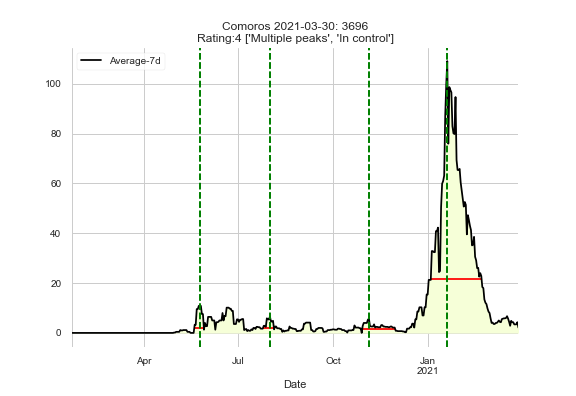 Comoros 2021-03-30: 3696
Rating:4 ['Multiple peaks', 'In control']
Average-7d
100
80
60
40
20
0
Apr
Jul
Oct
Jan
2021
Date